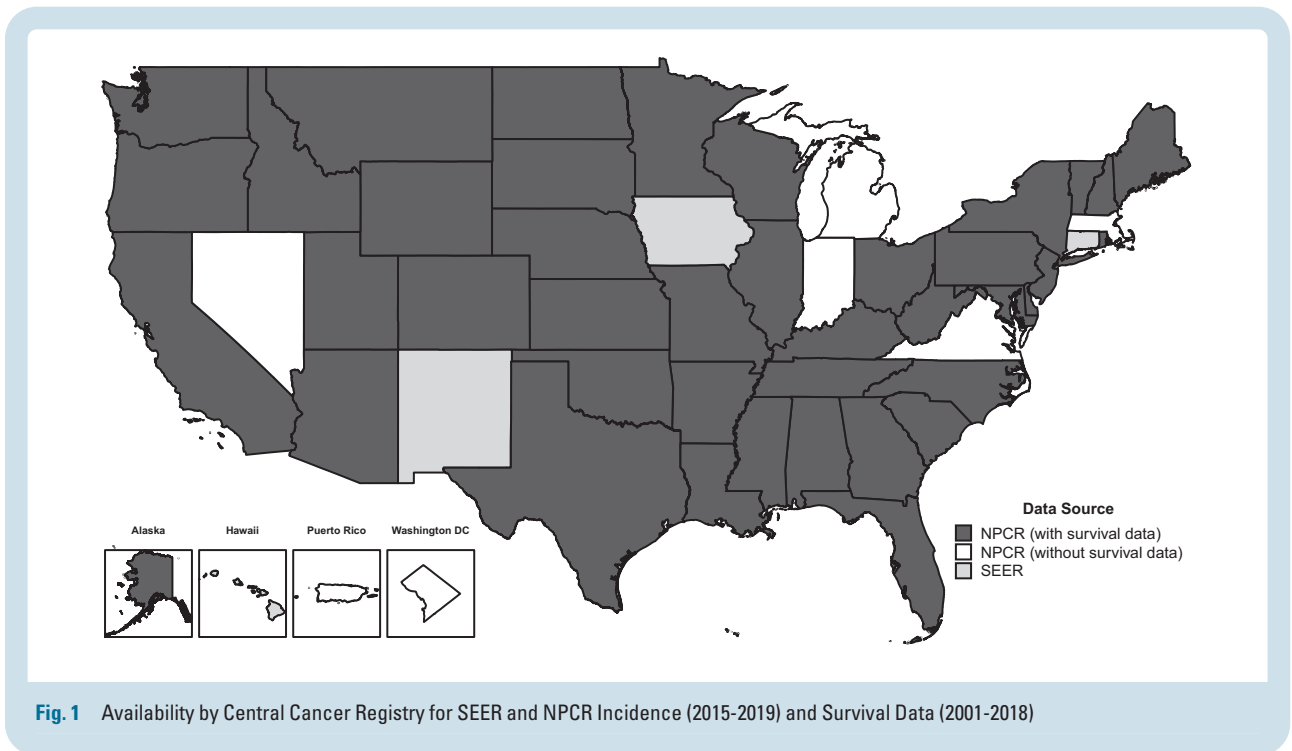 Alaska
Hawaii
Puerto Rico
Washington DC
Data Source
NPCR (with survival data)
NPCR (without survival data)
SEER
Fig. 1 Availability by Central Cancer Registry for SEER and NPCR Incidence (2015-2019) and Survival Data (2001-2018)